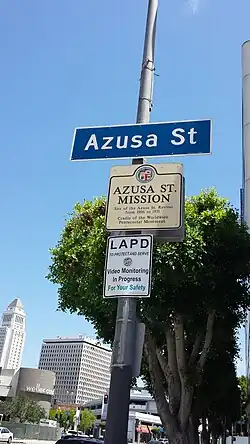 Azusa St
AZUSA ST.
MISSION
Site of the Azusa St. Revival
from 1906 to 1931
Cradle of the Worldwide
Pentecostal Movement
LAPD
TO PROTECT AND SERVE
Video Monitoring
In Progress
For Your Safety